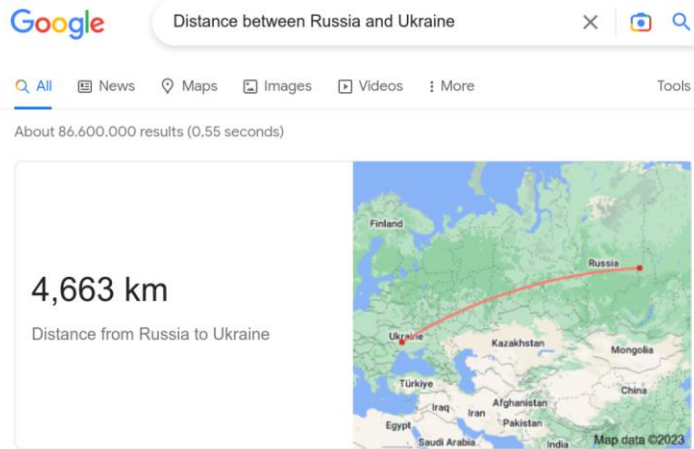 Google
Distance between Russia and Ukraine
All News Maps Images Videos More Tools
About 86.600.000 results (0,55 seconds)
4,663 km
Distance from Russia to Ukraine
Finland
Russia
Ukraine
Kazakhstan
Mongolia
Türkiye
China
Afghanistan
Iraq
Iran
Pakistan
Egypt
Saudi Arabia
India
Map data ©2023